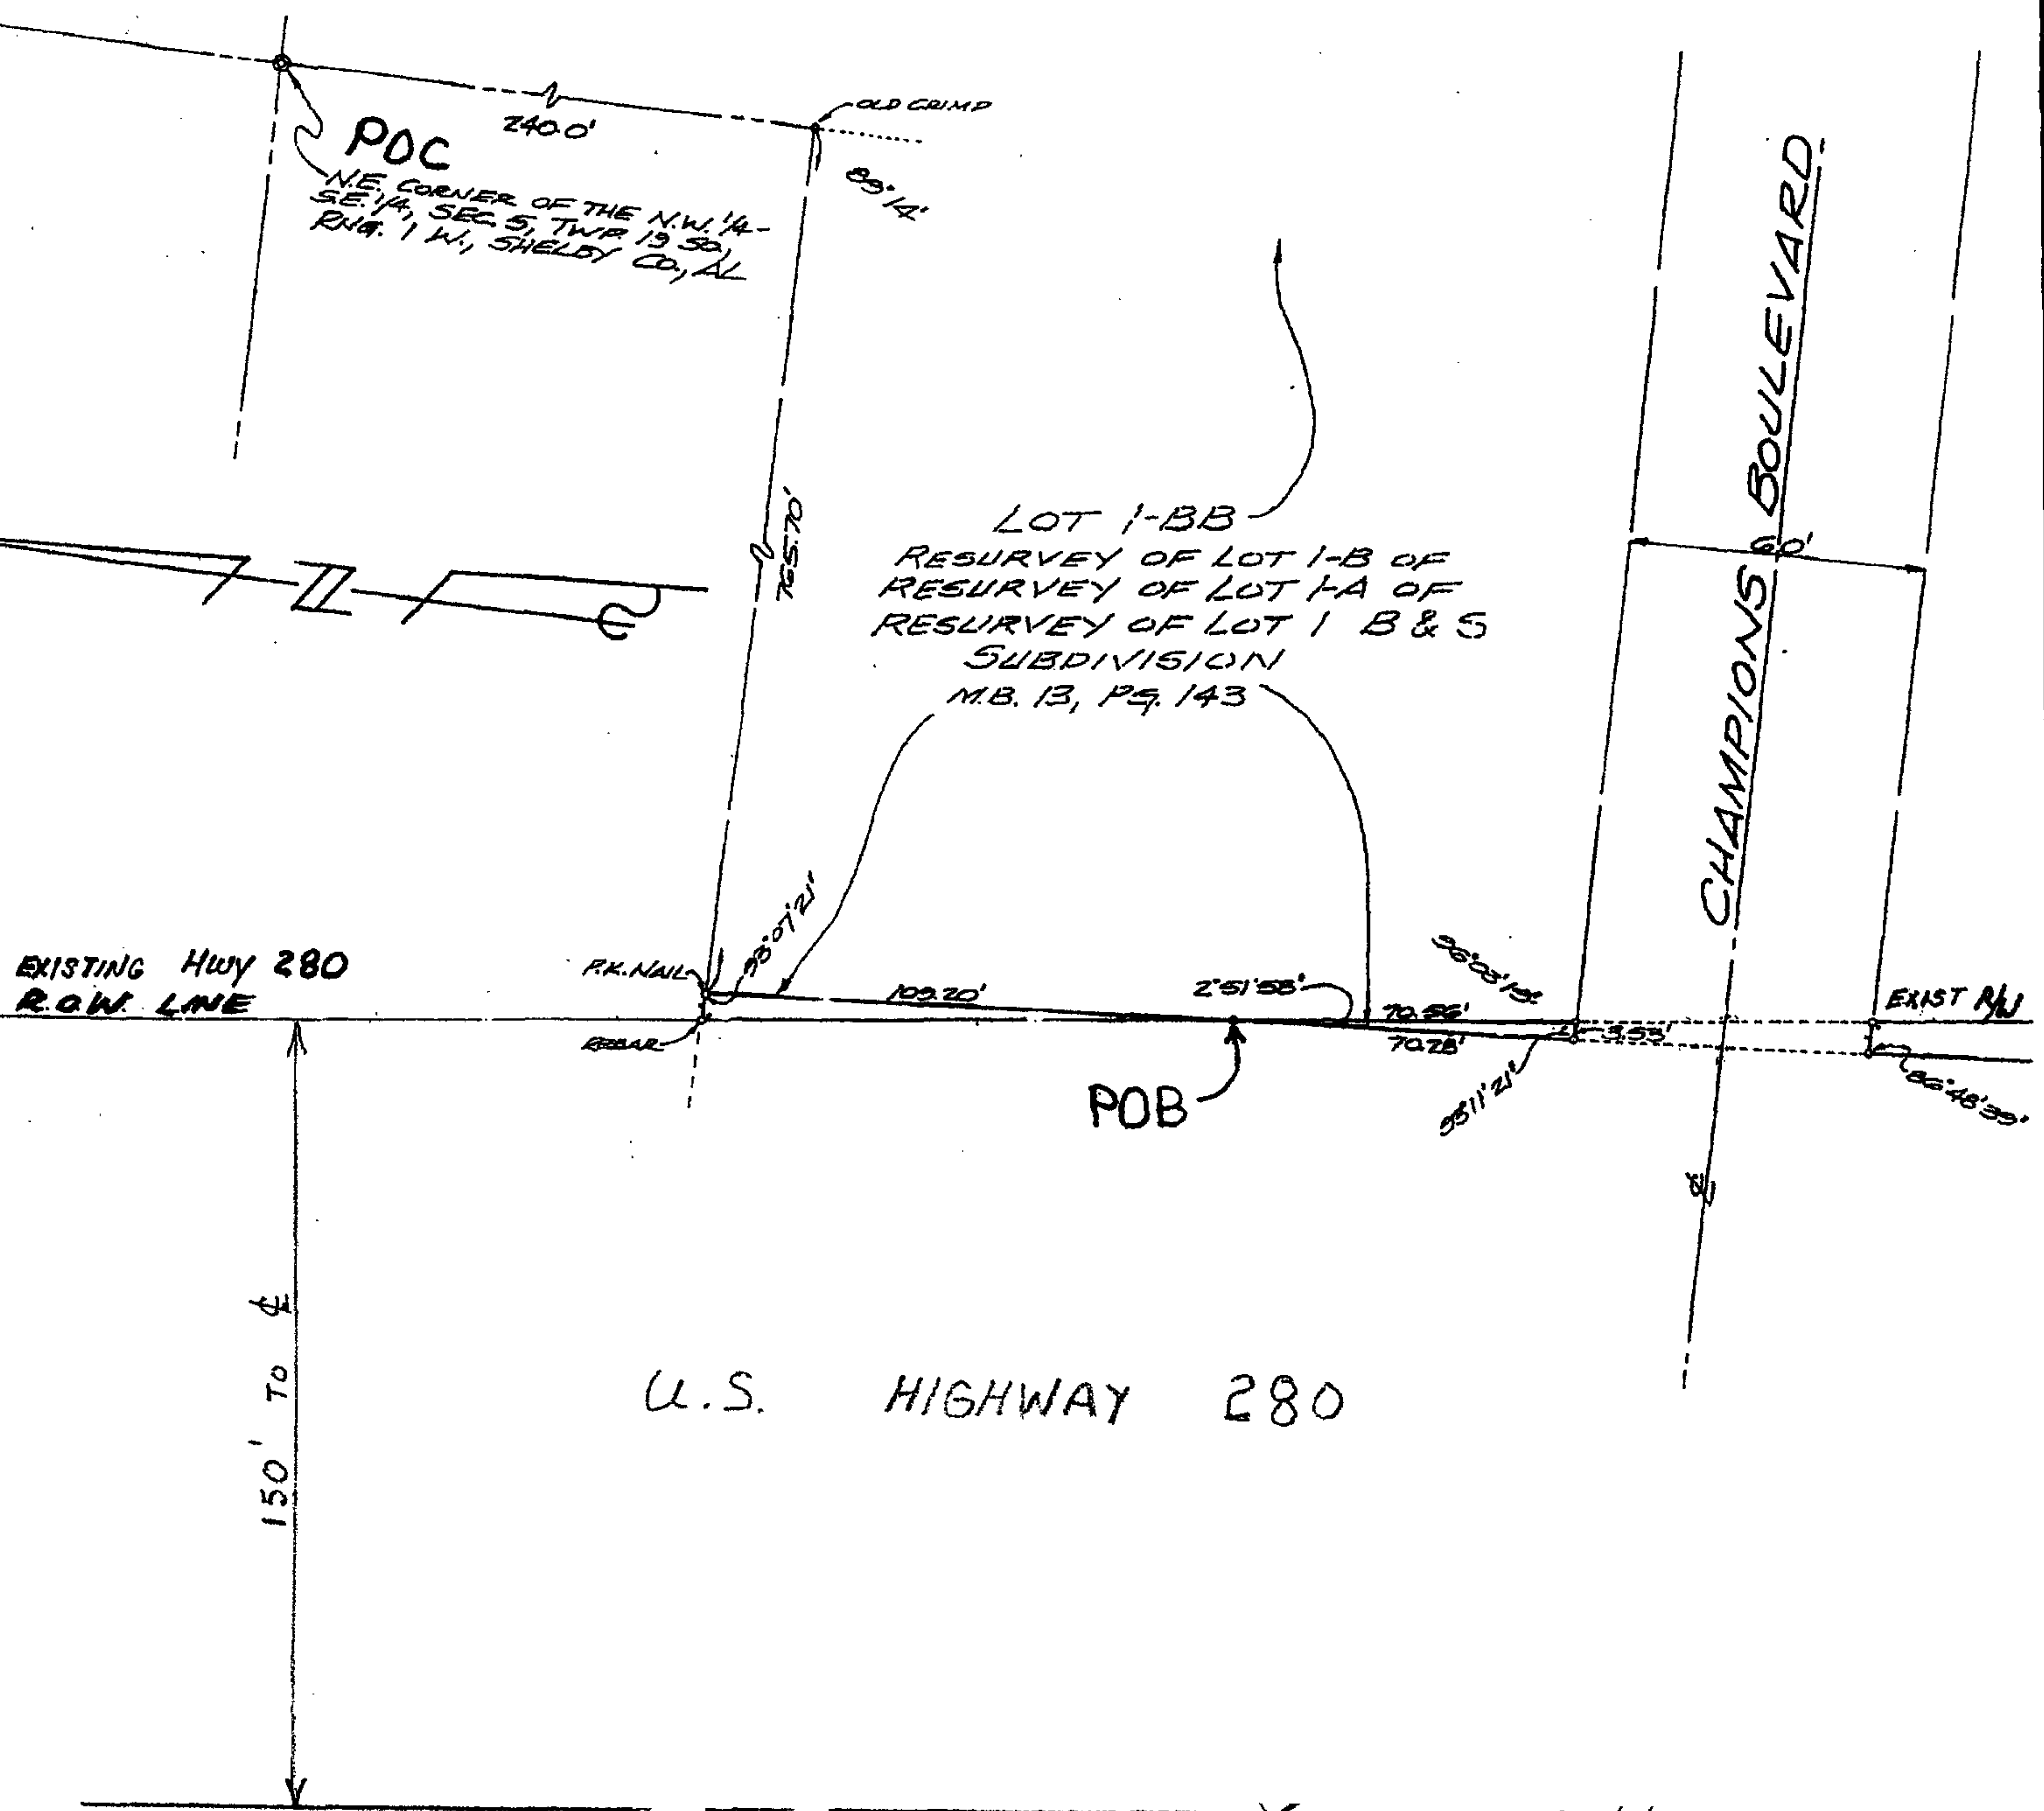 OLD CRIMP
240.0'
POC
N.E. CORNER OF THE N.W. 1/4-
S.E. 1/4, SEC. 5, TWP. 19 SO.,
RNG. 1 W., SHELBY CO., AL
89°14'
765.70'
LOT 1-BB
RESURVEY OF LOT 1-B OF
RESURVEY OF LOT 1-A OF
RESURVEY OF LOT 1 B & S
SUBDIVISION
M.B. 13, PG. 143
60'
CHAMPIONS BOULEVARD
EXISTING HWY 280
R.O.W. LINE
P.K. NAIL
REBAR
93°07'21"
109.20'
2°51'58"
96°03'19"
70.56'
70.28'
3.53'
EXIST R/W
POB
86°48'39"
150' TO ℄
U.S. HIGHWAY 280